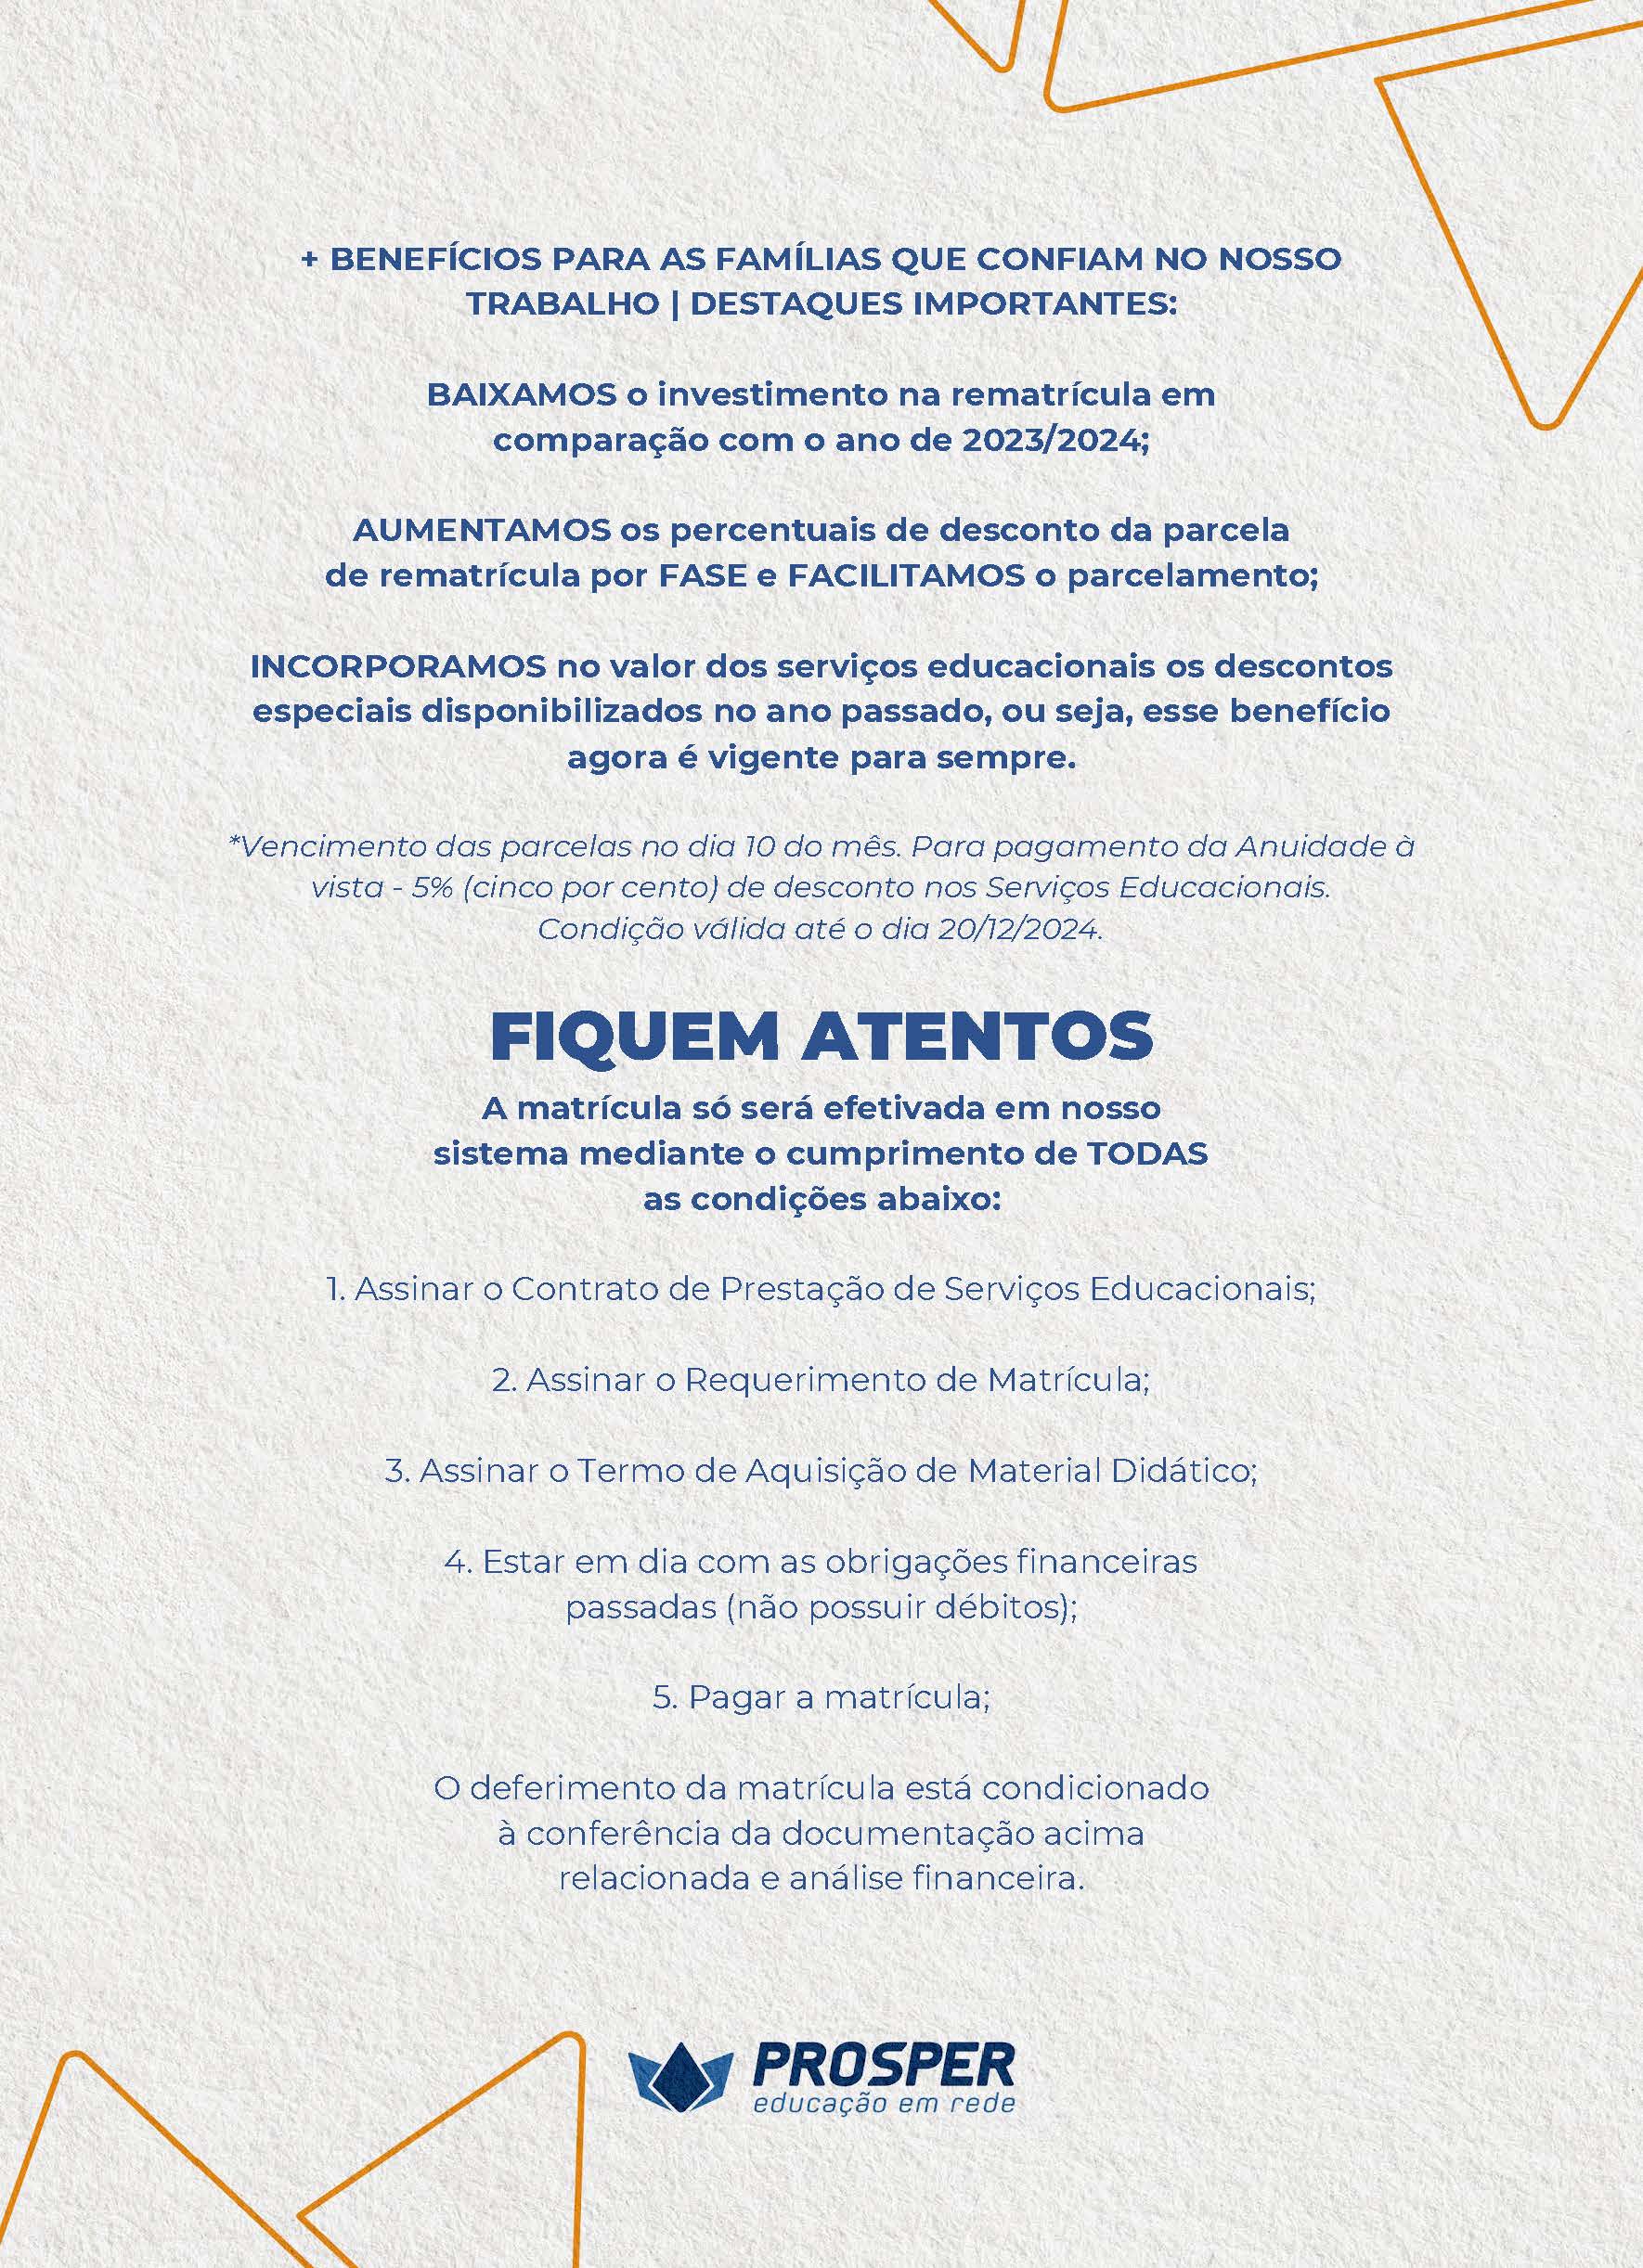 + BENEFÍCIOS PARA AS FAMÍLIAS QUE CONFIAM NO NOSSO
TRABALHO | DESTAQUES IMPORTANTES:
BAIXAMOS o investimento na rematrícula em
comparação com o ano de 2023/2024;
AUMENTAMOS os percentuais de desconto da parcela
de rematrícula por FASE e FACILITAMOS o parcelamento;
INCORPORAMOS no valor dos serviços educacionais os descontos
especiais disponibilizados no ano passado, ou seja, esse benefício
agora é vigente para sempre.
*Vencimento das parcelas no dia 10 do mês. Para pagamento da Anuidade à
vista - 5% (cinco por cento) de desconto nos Serviços Educacionais.
Condição válida até o dia 20/12/2024.
FIQUEM ATENTOS
A matrícula só será efetivada em nosso
sistema mediante o cumprimento de TODAS
as condições abaixo:
1. Assinar o Contrato de Prestação de Serviços Educacionais;
2. Assinar o Requerimento de Matrícula;
3. Assinar o Termo de Aquisição de Material Didático;
4. Estar em dia com as obrigações financeiras
passadas (não possuir débitos);
5. Pagar a matrícula;
O deferimento da matrícula está condicionado
à conferência da documentação acima
relacionada e análise financeira.
PROSPER
educação em rede